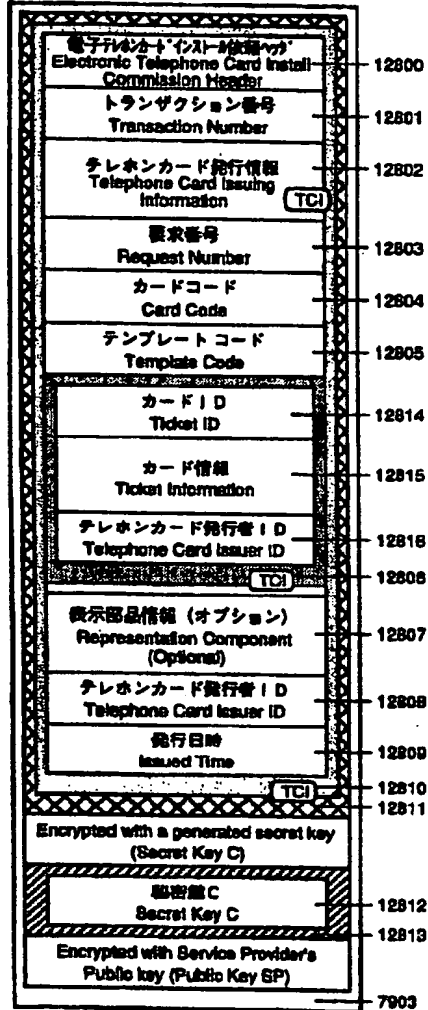 電子テレホンカードインストール依頼ヘッダ
Electronic Telephone Card Install
Commission Header
12800
トランザクション番号
Transaction Number
12801
テレホンカード発行情報
Telephone Card Issuing
Information
TCI
12802
要求番号
Request Number
12803
カードコード
Card Code
12804
テンプレートコード
Template Code
12805
カードID
Ticket ID
12814
カード情報
Ticket Information
12815
テレホンカード発行者ID
Telephone Card Issuer ID
12816
TCI
12806
表示部品情報（オプション）
Representation Component
(Optional)
12807
テレホンカード発行者ID
Telephone Card Issuer ID
12808
発行日時
Issued Time
12809
TCI
12810
12811
Encrypted with a generated secret key
(Secret Key C)
秘密鍵C
Secret Key C
12812
12813
Encrypted with Service Provider's
Public key (Public Key SP)
7903